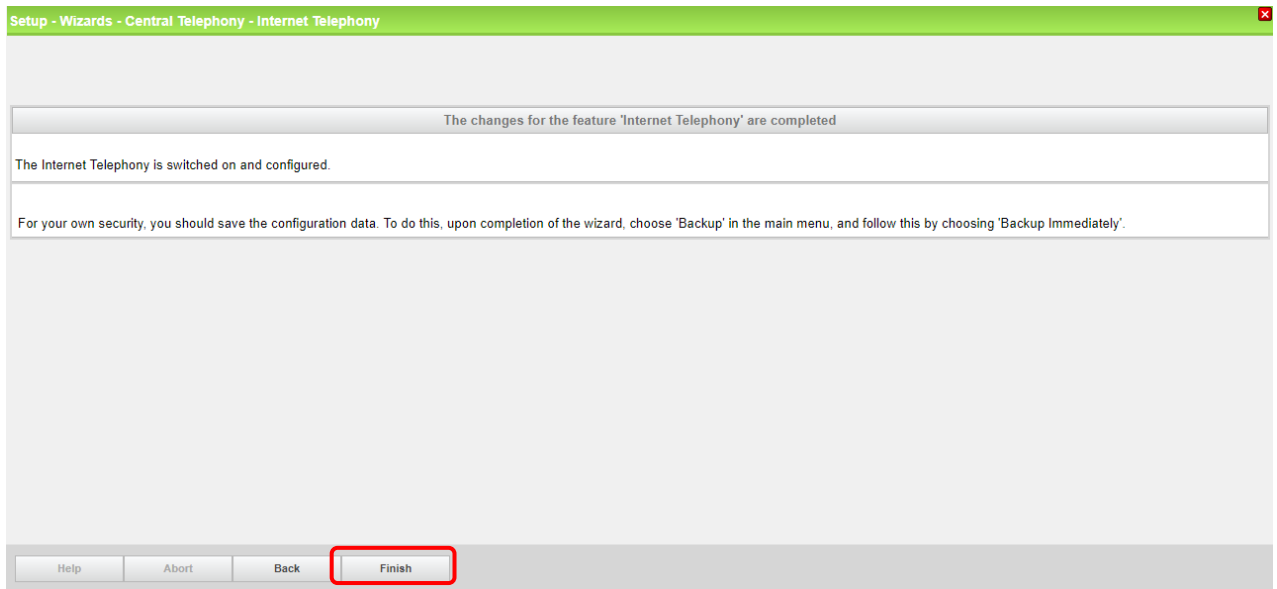 Setup - Wizards - Central Telephony - Internet Telephony
The changes for the feature 'Internet Telephony' are completed
The Internet Telephony is switched on and configured.
For your own security, you should save the configuration data. To do this, upon completion of the wizard, choose 'Backup' in the main menu, and follow this by choosing 'Backup Immediately'.
Help Abort Back Finish